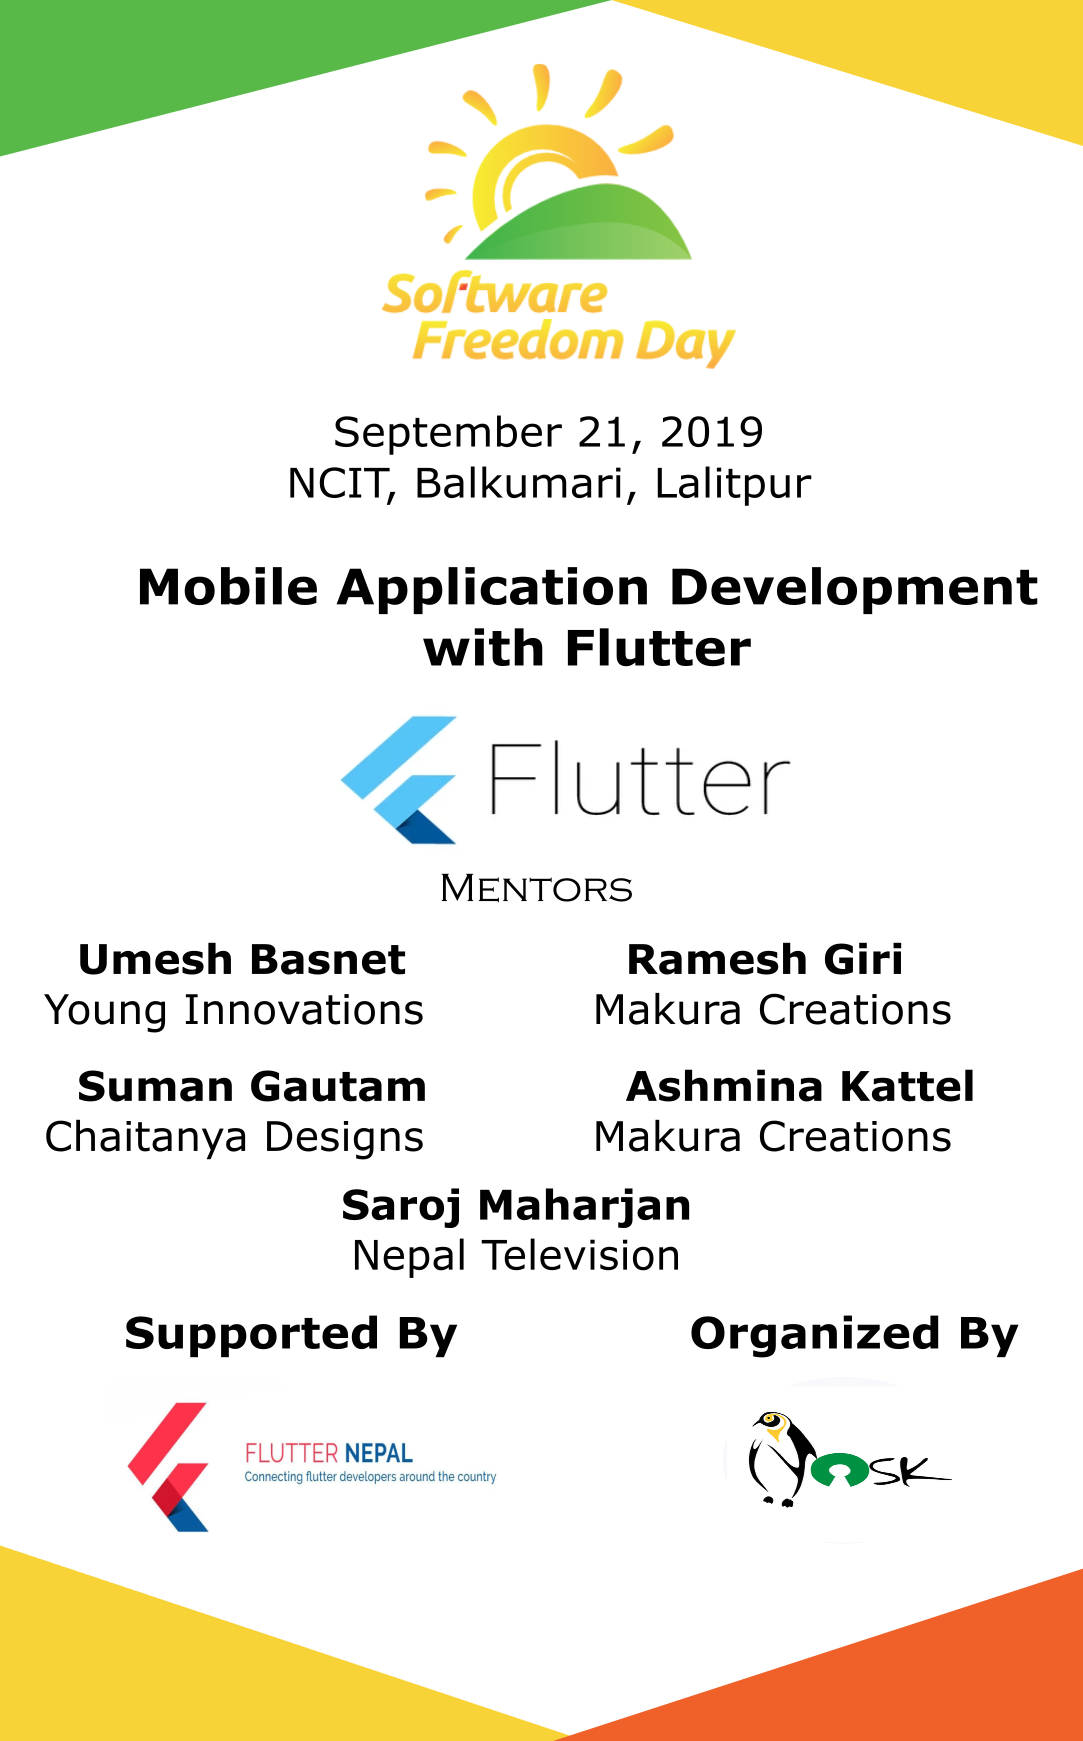 Software
Freedom Day
September 21, 2019
NCIT, Balkumari, Lalitpur
Mobile Application Development
with Flutter
Flutter
MENTORS
Umesh Basnet
Young Innovations
Ramesh Giri
Makura Creations
Suman Gautam
Chaitanya Designs
Ashmina Kattel
Makura Creations
Saroj Maharjan
Nepal Television
Supported By
FLUTTER NEPAL
Connecting flutter developers around the country
Organized By
NOSK